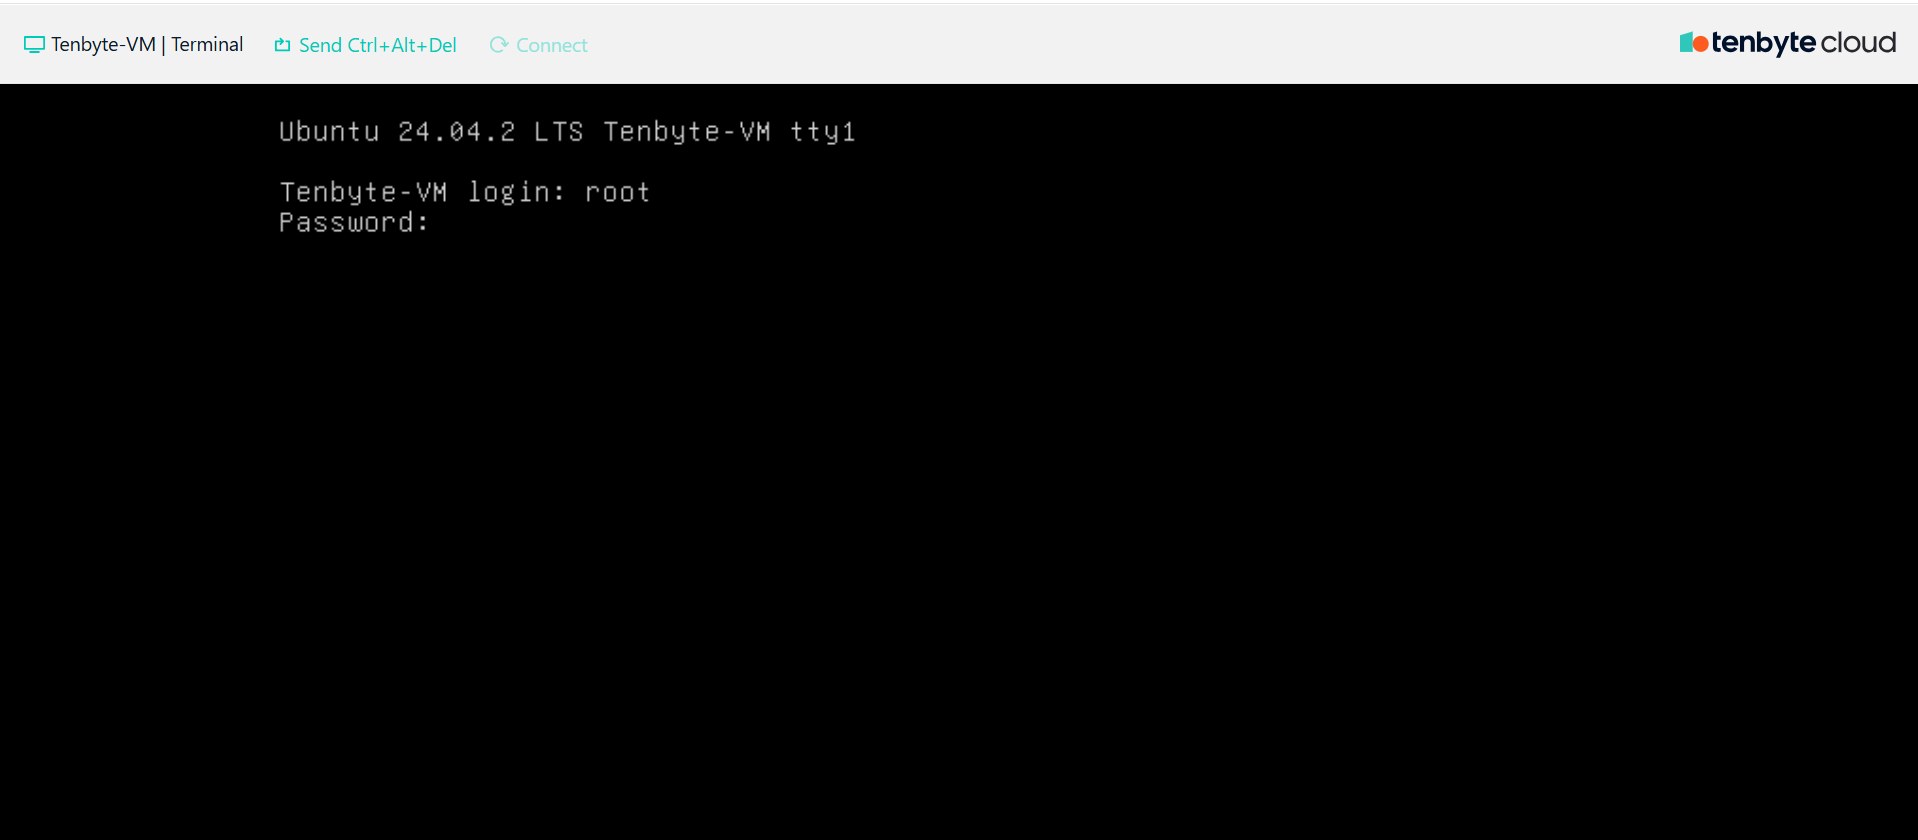 Tenbyte-VM | Terminal Send Ctrl+Alt+Del Connect tenbyte cloud
Ubuntu 24.04.2 LTS Tenbyte-VM tty1
Tenbyte-VM login: root
Password: